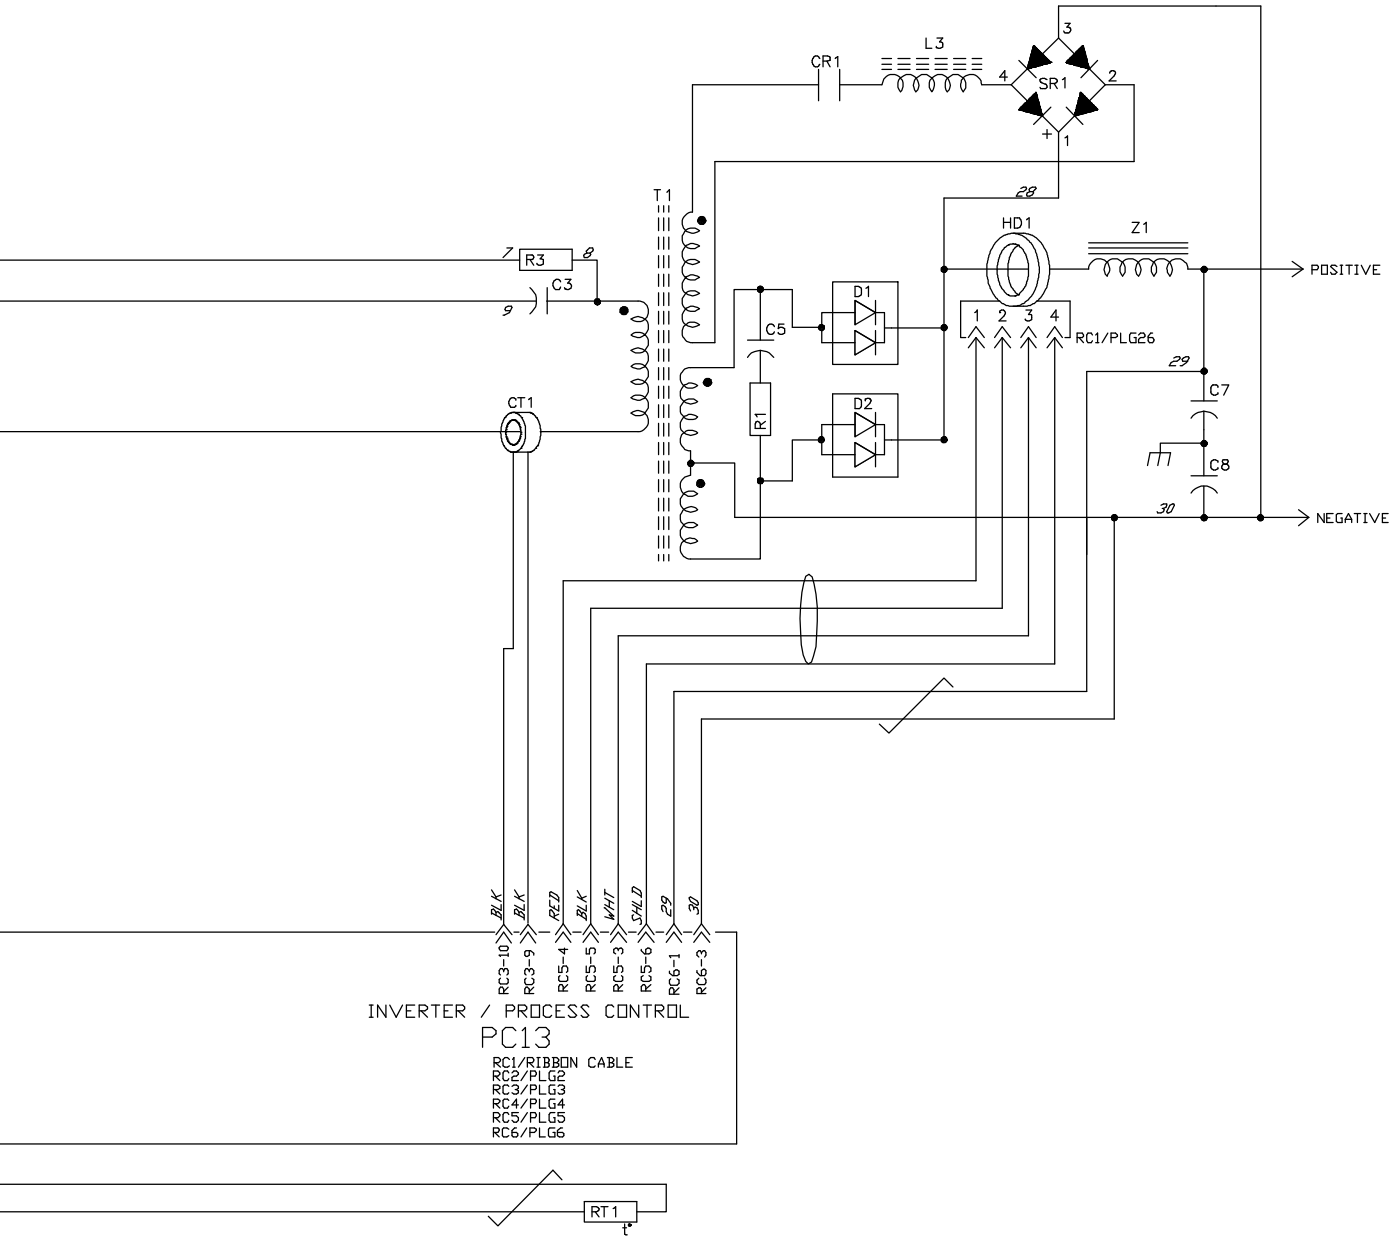 3
L3
CR1
4
SR1
2
+
1
T1
28
HD1
Z1
7
R3
8
POSITIVE
C3
9
D1
1 2 3 4
C5
RC1/PLG26
29
C7
CT1
D2
R1
C8
30
NEGATIVE
BLK
BLK
RED
BLK
WHT
SHLD
29
30
RC3-10
RC3-9
RC5-4
RC5-5
RC5-3
RC5-6
RC6-1
RC6-3
INVERTER / PROCESS CONTROL
PC13
RC1/RIBBON CABLE
RC2/PLG2
RC3/PLG3
RC4/PLG4
RC5/PLG5
RC6/PLG6
RT1
t°